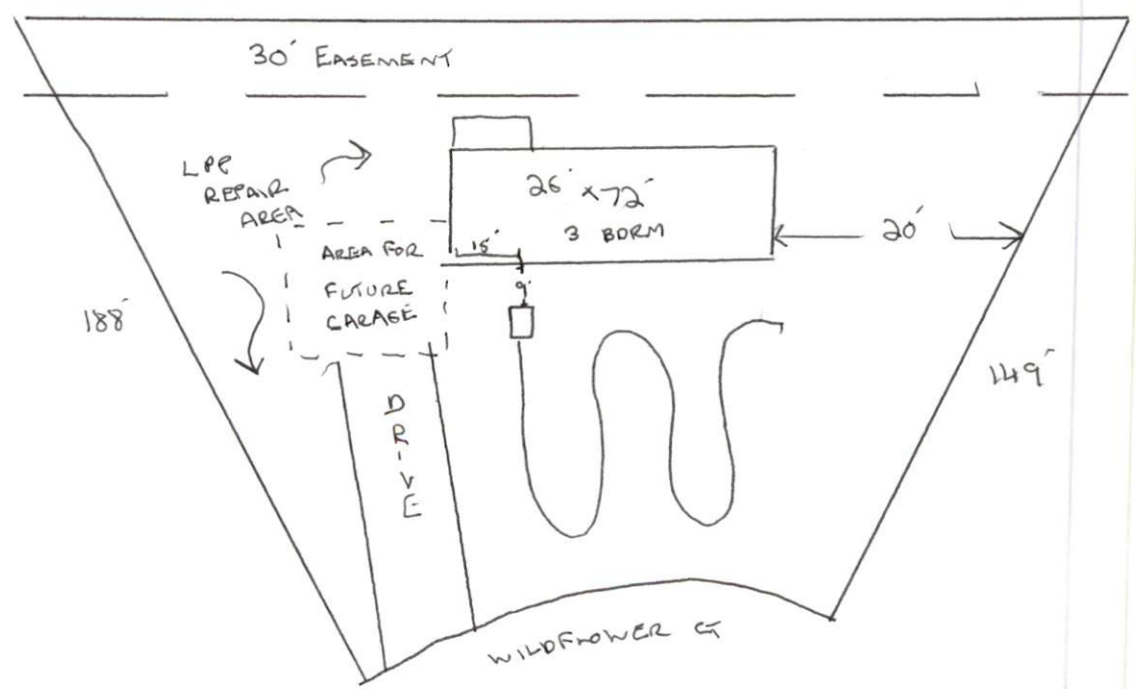 30' EASEMENT
LPP
REPAIR
AREA
26' x 72'
3 BDRM
20'
15'
AREA FOR
FUTURE
GARAGE
9'
188'
149'
DRIVE
WILDFLOWER CT